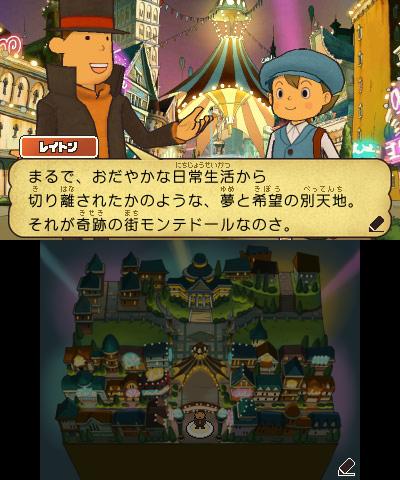 レイトン
まるで、おだやかな日常生活から
切り離されたかのような、夢と希望の別天地。
それが奇跡の街モンテドールなのさ。